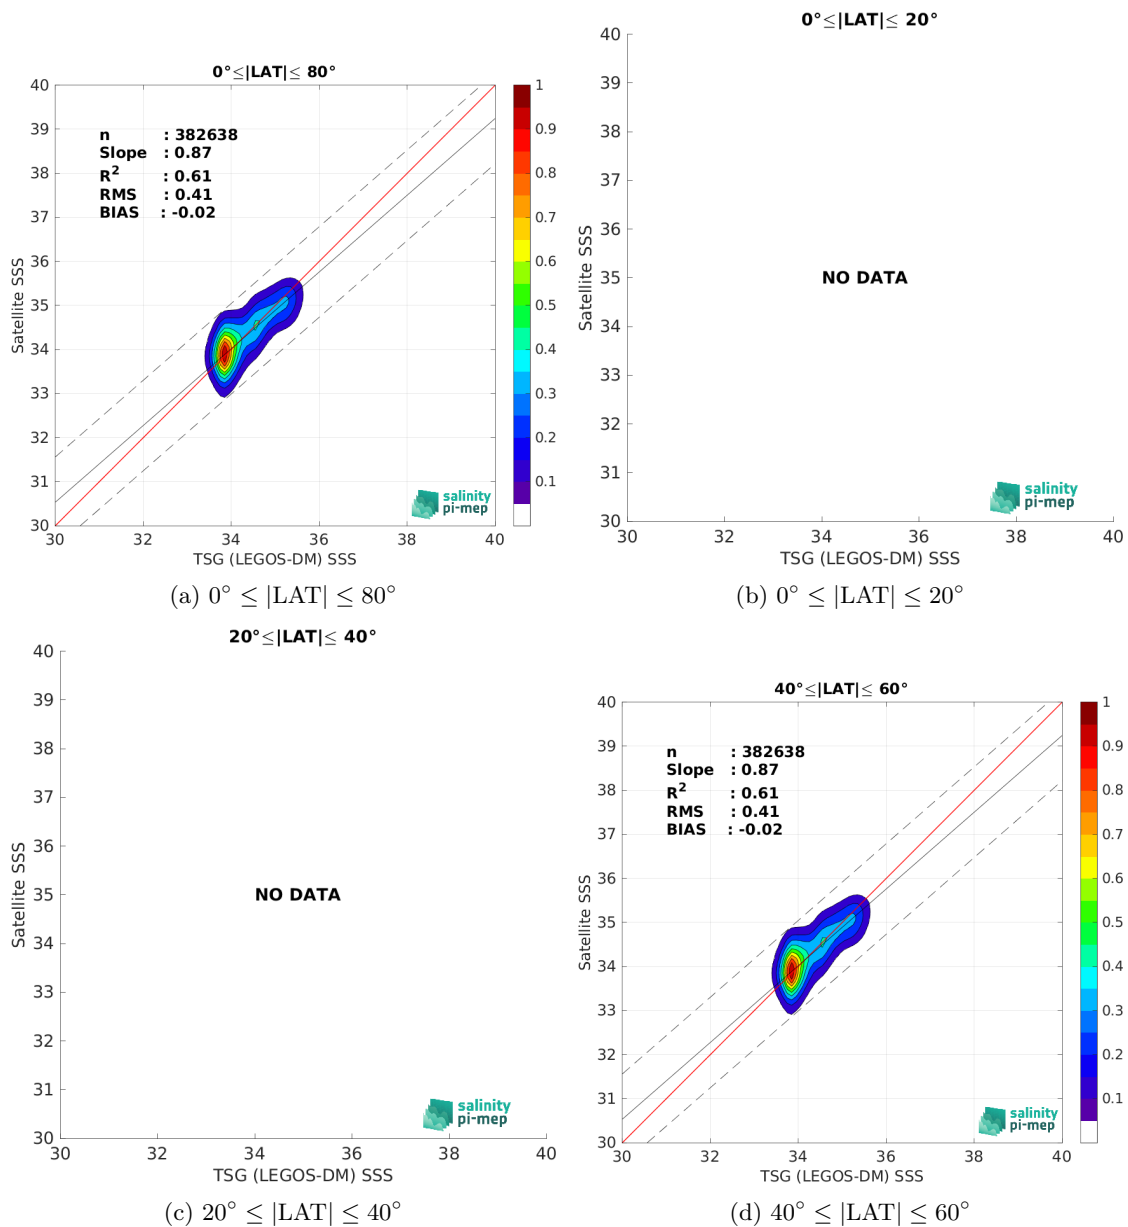 0°≤|LAT|≤ 80°
40
39
38
37
36
35
34
33
32
31
30
Satellite SSS
n : 382638
Slope : 0.87
R² : 0.61
RMS : 0.41
BIAS : -0.02
salinity
pi-mep
30 32 34 36 38 40
TSG (LEGOS-DM) SSS
1
0.9
0.8
0.7
0.6
0.5
0.4
0.3
0.2
0.1
(a) 0° ≤ |LAT| ≤ 80°
0°≤|LAT|≤ 20°
40
39
38
37
36
35
34
33
32
31
30
Satellite SSS
NO DATA
salinity
pi-mep
30 32 34 36 38 40
TSG (LEGOS-DM) SSS
(b) 0° ≤ |LAT| ≤ 20°
20°≤|LAT|≤ 40°
40
39
38
37
36
35
34
33
32
31
30
Satellite SSS
NO DATA
salinity
pi-mep
30 32 34 36 38 40
TSG (LEGOS-DM) SSS
(c) 20° ≤ |LAT| ≤ 40°
40°≤|LAT|≤ 60°
40
39
38
37
36
35
34
33
32
31
30
Satellite SSS
n : 382638
Slope : 0.87
R² : 0.61
RMS : 0.41
BIAS : -0.02
salinity
pi-mep
30 32 34 36 38 40
TSG (LEGOS-DM) SSS
1
0.9
0.8
0.7
0.6
0.5
0.4
0.3
0.2
0.1
(d) 40° ≤ |LAT| ≤ 60°